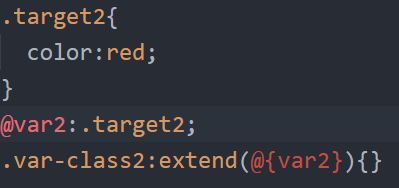 .target2{
  color:red;
}
@var2:.target2;
.var-class2:extend(@{var2}){}